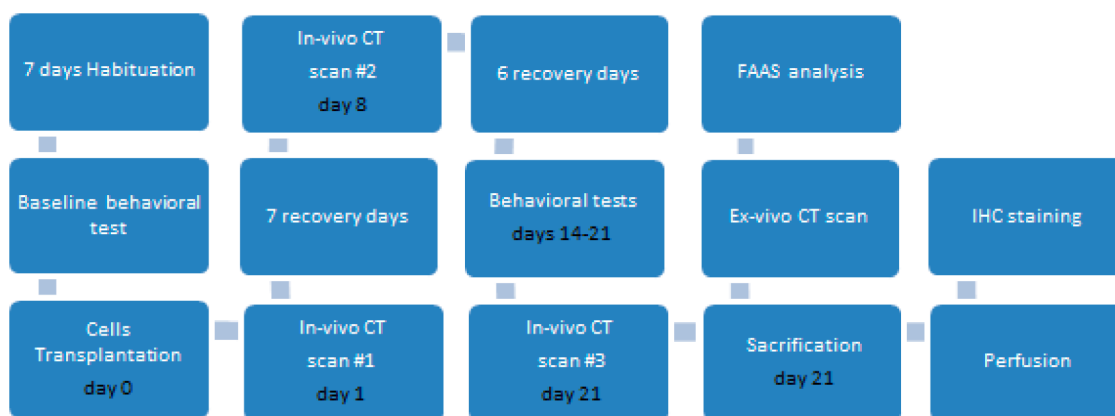 7 days Habituation
Baseline behavioral
test
Cells
Transplantation
day 0
In-vivo CT
scan #1
day 1
7 recovery days
In-vivo CT
scan #2
day 8
6 recovery days
Behavioral tests
days 14-21
In-vivo CT
scan #3
day 21
Sacrification
day 21
Ex-vivo CT scan
FAAS analysis
Perfusion
IHC staining